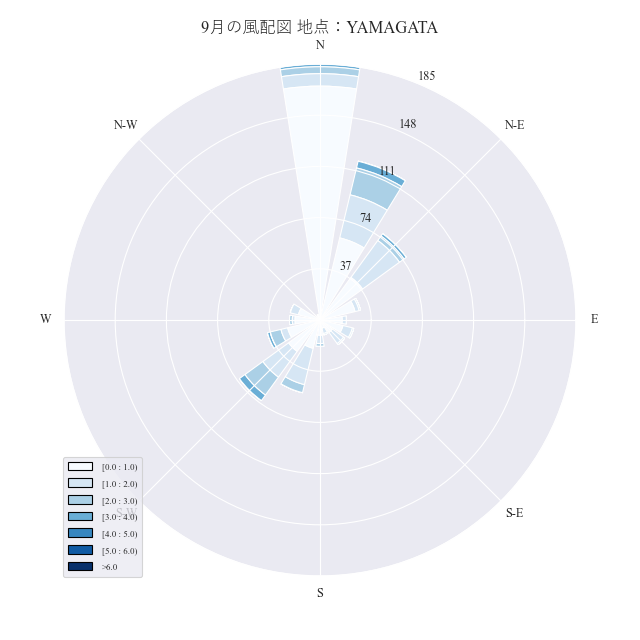 9月の風配図 地点：YAMAGATA
N
185
N-W
N-E
148
111
74
37
W
E
[0.0 : 1.0)
[1.0 : 2.0)
[2.0 : 3.0)
[3.0 : 4.0)
[4.0 : 5.0)
[5.0 : 6.0)
>6.0
S-W
S-E
S